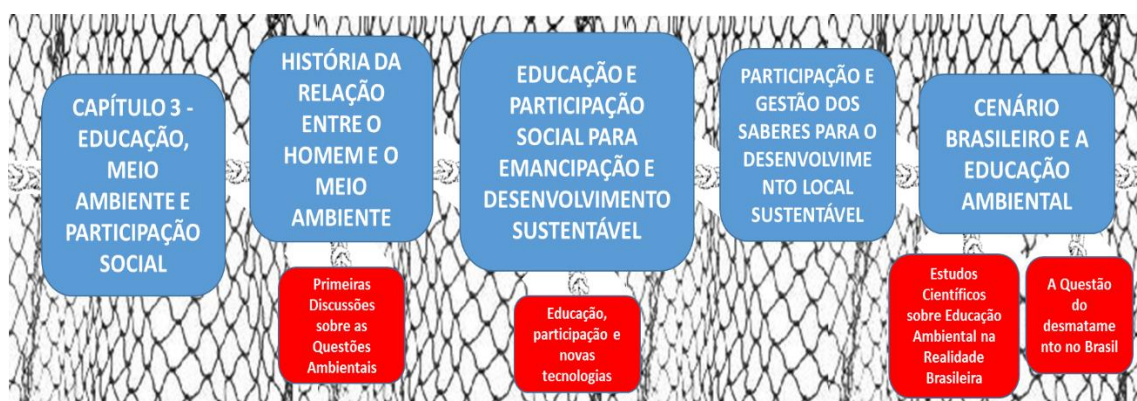 CAPÍTULO 3 -
EDUCAÇÃO,
MEIO
AMBIENTE E
PARTICIPAÇÃO
SOCIAL
HISTÓRIA DA
RELAÇÃO
ENTRE O
HOMEM E O
MEIO
AMBIENTE
Primeiras
Discussões
sobre as
Questões
Ambientais
EDUCAÇÃO E
PARTICIPAÇÃO
SOCIAL PARA
EMANCIPAÇÃO E
DESENVOLVIMENTO
SUSTENTÁVEL
Educação,
participação e
novas
tecnologias
PARTICIPAÇÃO E
GESTÃO DOS
SABERES PARA O
DESENVOLVIME
NTO LOCAL
SUSTENTÁVEL
CENÁRIO
BRASILEIRO E A
EDUCAÇÃO
AMBIENTAL
Estudos
Científicos
sobre Educação
Ambiental na
Realidade
Brasileira
A Questão
do
desmatame
nto no Brasil